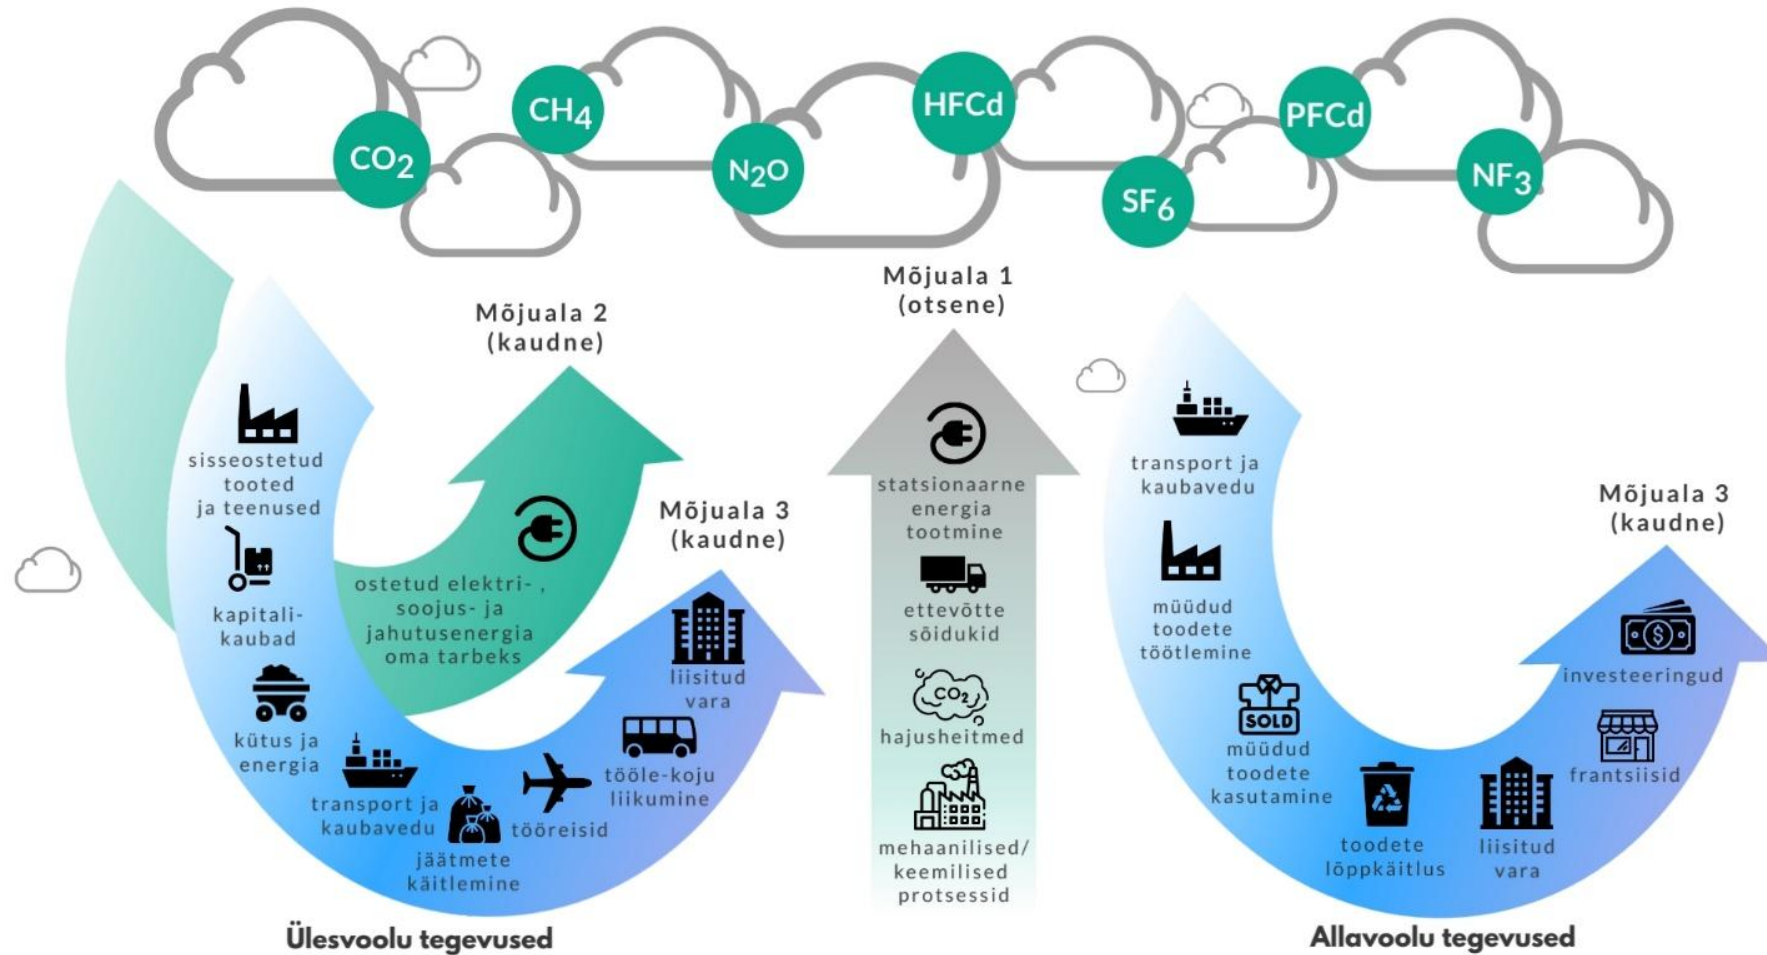 CO2
CH4
N2O
HFCd
SF6
PFCd
NF3
Mõjuala 2
(kaudne)
Mõjuala 1
(otsene)
Mõjuala 3
(kaudne)
Mõjuala 3
(kaudne)
sisseostetud
tooted
ja teenused
kapitali-
kaubad
kütus ja
energia
transport ja
kaubavedu
jäätmete
käitlemine
tööreisid
tööle-koju
liikumine
liisitud
vara
ostetud elektri-,
soojus- ja
jahutusenergia
oma tarbeks
statsionaarne
energia
tootmine
ettevõtte
sõidukid
CO2
hajusheitmed
mehaanilised/
keemilised
protsessid
transport ja
kaubavedu
müüdud
toodete
töötlemine
SOLD
müüdud
toodete
kasutamine
toodete
lõppkäitlus
liisitud
vara
frantsiisid
investeeringud
Ülesvoolu tegevused
Allavoolu tegevused